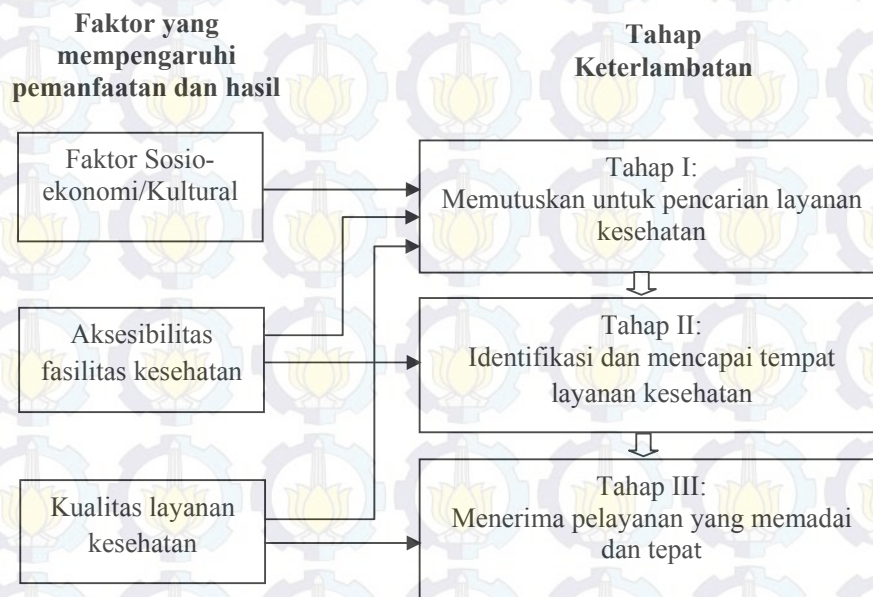 Faktor yang
mempengaruhi
pemanfaatan dan hasil
Tahap
Keterlambatan
Faktor Sosio-
ekonomi/Kultural
Tahap I:
Memutuskan untuk pencarian layanan
kesehatan
Aksesibilitas
fasilitas kesehatan
Tahap II:
Identifikasi dan mencapai tempat
layanan kesehatan
Kualitas layanan
kesehatan
Tahap III:
Menerima pelayanan yang memadai
dan tepat